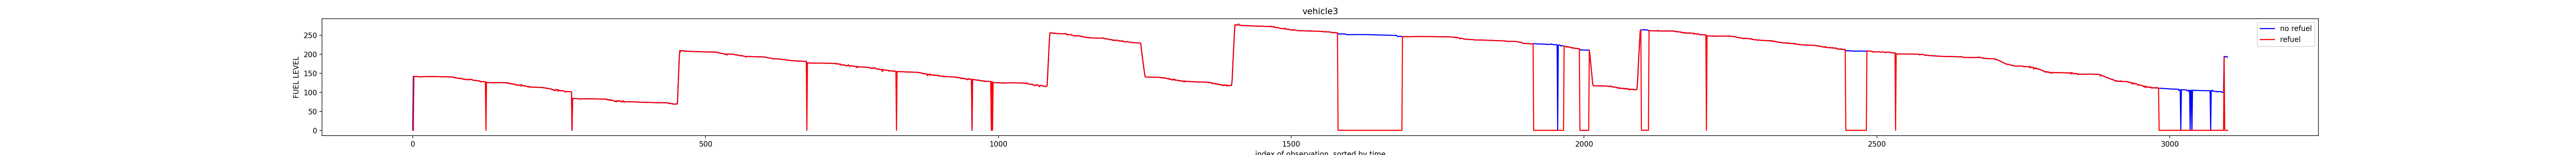 vehicle3
FUEL LEVEL
250
200
150
100
50
0
no refuel
refuel
0 500 1000 1500 2000 2500 3000
index of observation, sorted by time